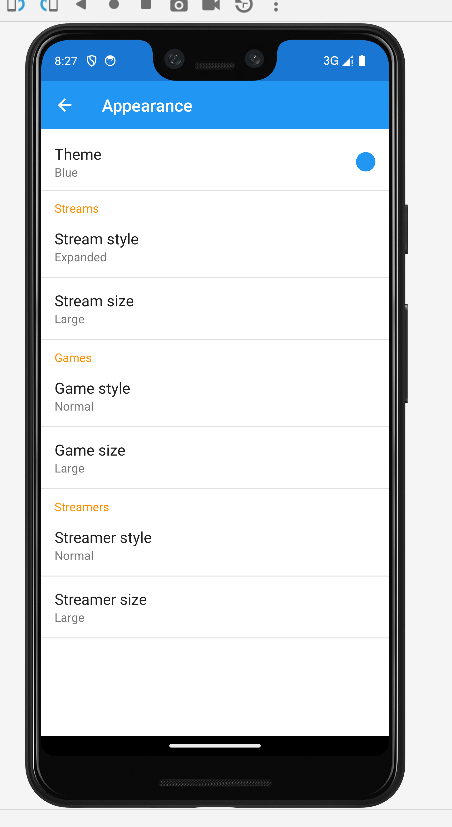 8:27
3G
Appearance
Theme
Blue
Streams
Stream style
Expanded
Stream size
Large
Games
Game style
Normal
Game size
Large
Streamers
Streamer style
Normal
Streamer size
Large